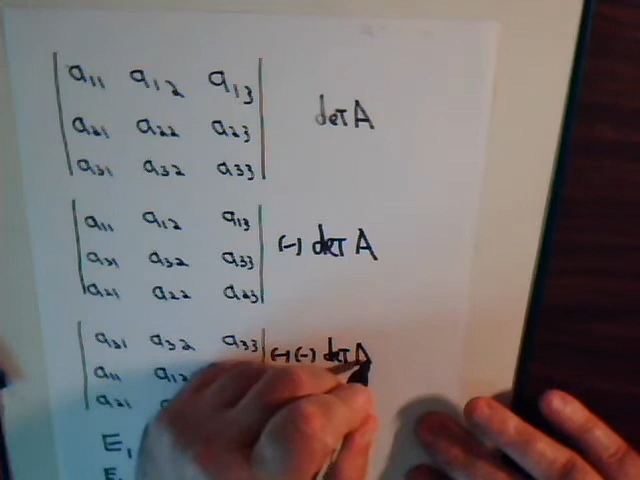 a11 a12 a13
a21 a22 a23 det A
a31 a32 a33
a11 a12 a13
a31 a32 a33 (-) det A
a21 a22 a23
a31 a32 a33 (-) (-) det A
a11 a12
a21
E1
E